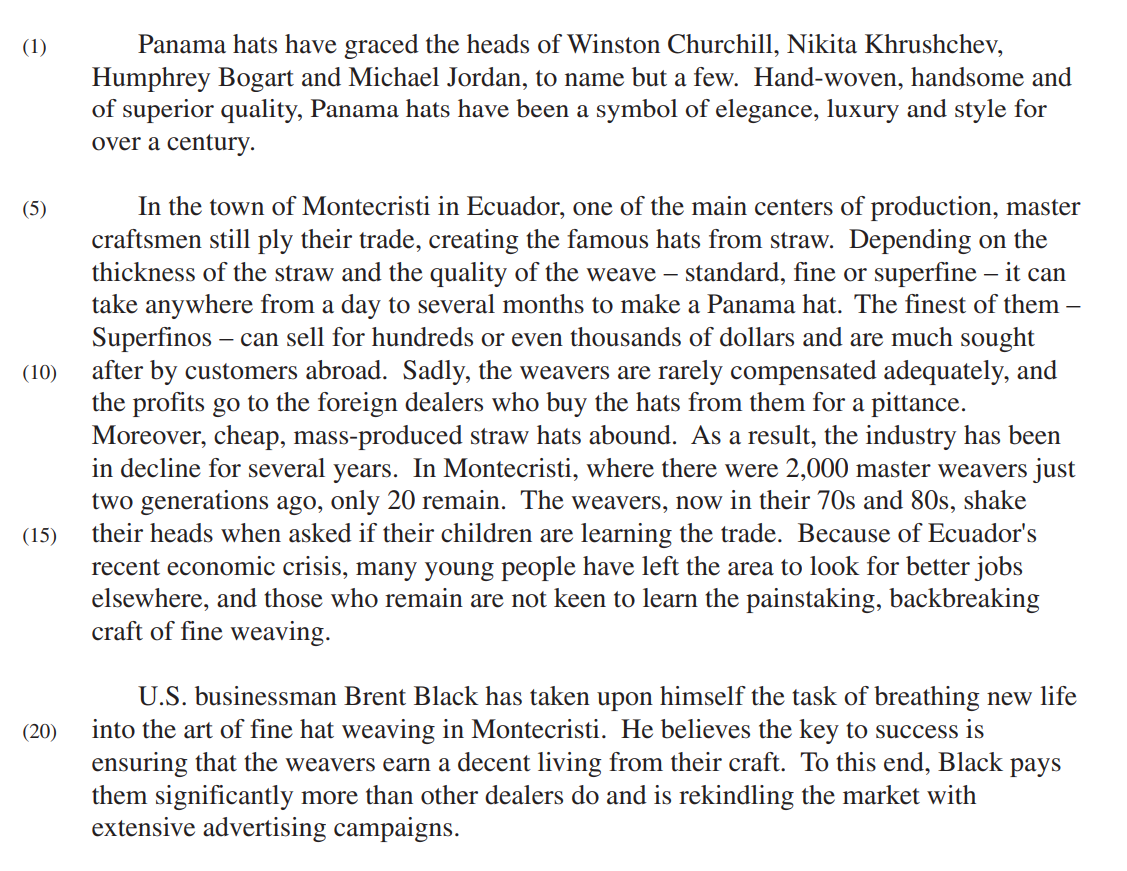 (1) Panama hats have graced the heads of Winston Churchill, Nikita Khrushchev,
Humphrey Bogart and Michael Jordan, to name but a few. Hand-woven, handsome and
of superior quality, Panama hats have been a symbol of elegance, luxury and style for
over a century.
(5) In the town of Montecristi in Ecuador, one of the main centers of production, master
craftsmen still ply their trade, creating the famous hats from straw. Depending on the
thickness of the straw and the quality of the weave – standard, fine or superfine – it can
take anywhere from a day to several months to make a Panama hat. The finest of them –
Superfinos – can sell for hundreds or even thousands of dollars and are much sought
(10) after by customers abroad. Sadly, the weavers are rarely compensated adequately, and
the profits go to the foreign dealers who buy the hats from them for a pittance.
Moreover, cheap, mass-produced straw hats abound. As a result, the industry has been
in decline for several years. In Montecristi, where there were 2,000 master weavers just
two generations ago, only 20 remain. The weavers, now in their 70s and 80s, shake
(15) their heads when asked if their children are learning the trade. Because of Ecuador's
recent economic crisis, many young people have left the area to look for better jobs
elsewhere, and those who remain are not keen to learn the painstaking, backbreaking
craft of fine weaving.
U.S. businessman Brent Black has taken upon himself the task of breathing new life
(20) into the art of fine hat weaving in Montecristi. He believes the key to success is
ensuring that the weavers earn a decent living from their craft. To this end, Black pays
them significantly more than other dealers do and is rekindling the market with
extensive advertising campaigns.